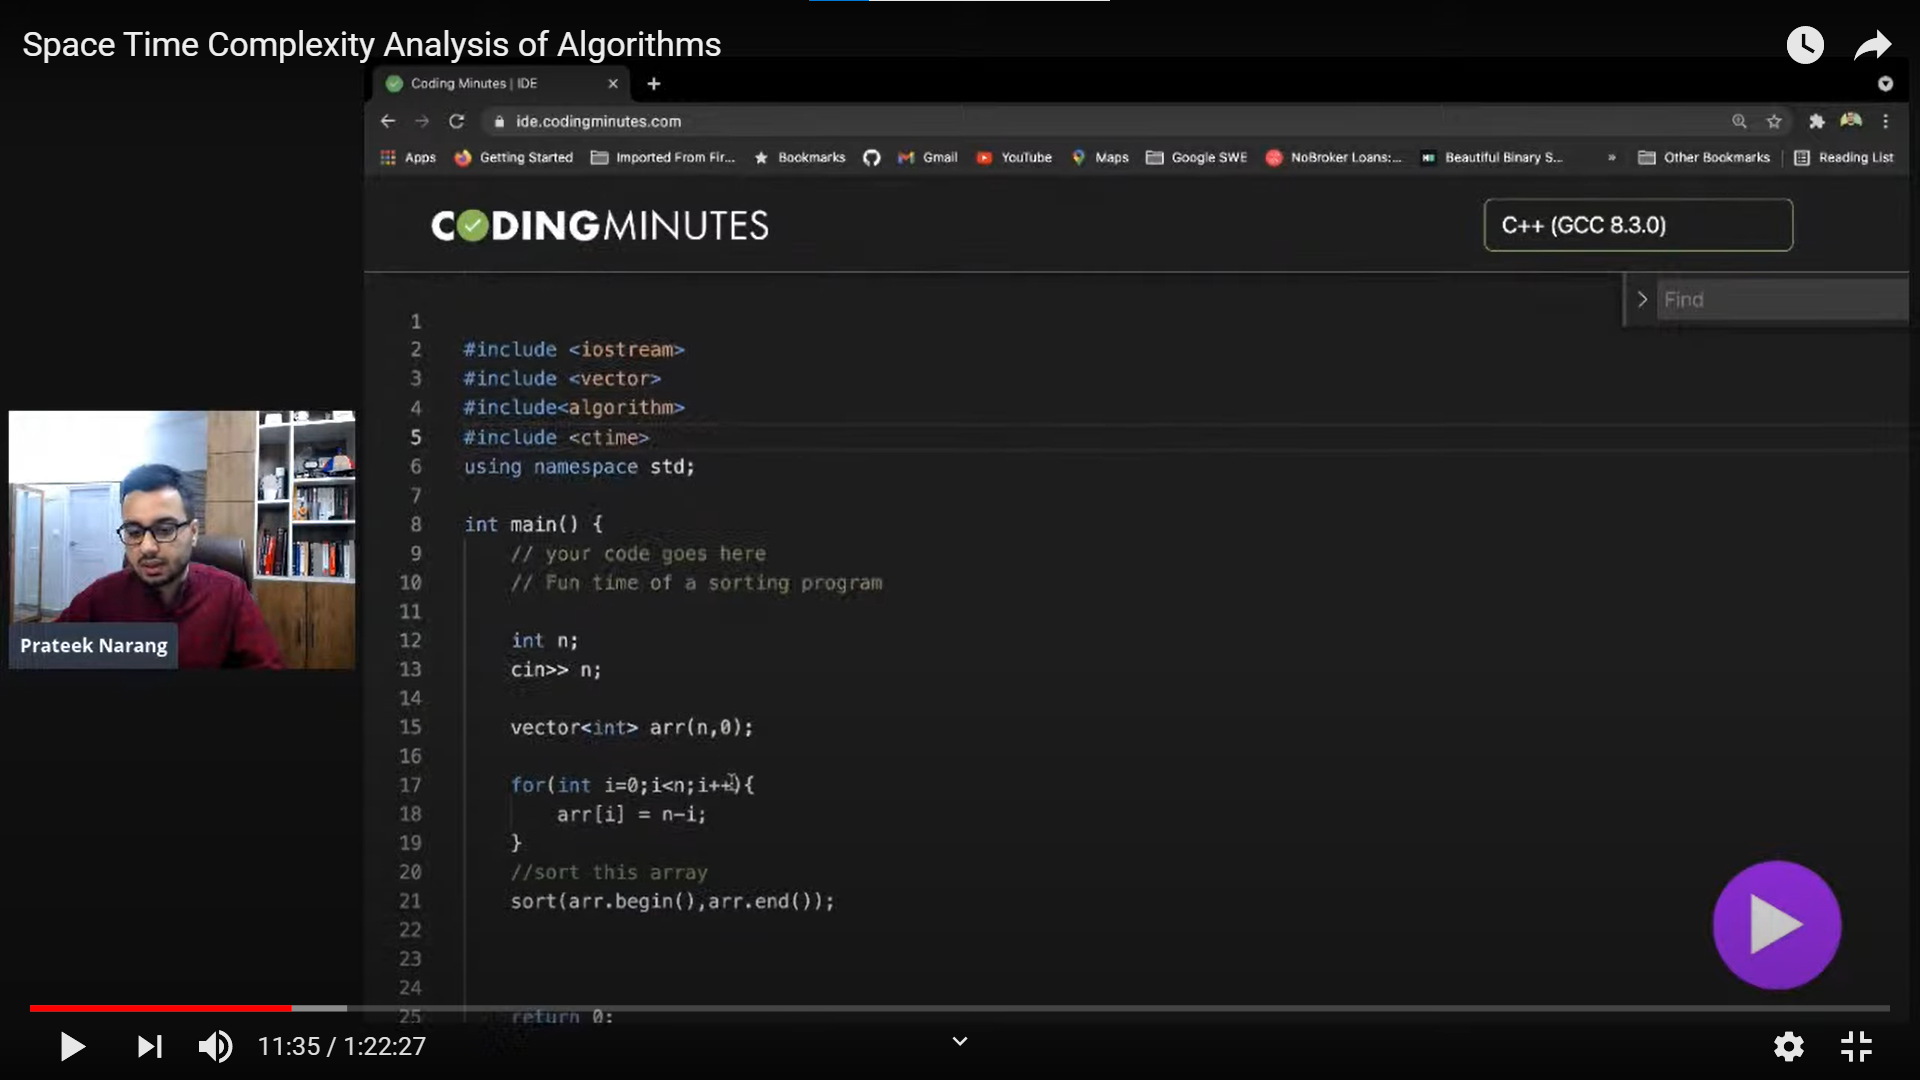 Space Time Complexity Analysis of Algorithms
Coding Minutes | IDE
ide.codingminutes.com
Apps Getting Started Imported From Fir... Bookmarks Gmail YouTube Maps Google SWE NoBroker Loans:... Beautiful Binary S... » Other Bookmarks Reading List
CODINGMINUTES
C++ (GCC 8.3.0)
Find
1
2 #include <iostream>
3 #include <vector>
4 #include<algorithm>
5 #include <ctime>
6 using namespace std;
7
8 int main() {
9 // your code goes here
10 // Fun time of a sorting program
11
12 int n;
13 cin>> n;
14
15 vector<int> arr(n,0);
16
17 for(int i=0;i<n;i++){
18 arr[i] = n-i;
19 }
20 //sort this array
21 sort(arr.begin(),arr.end());
22
23
24
25 return 0;
Prateek Narang
11:35 / 1:22:27